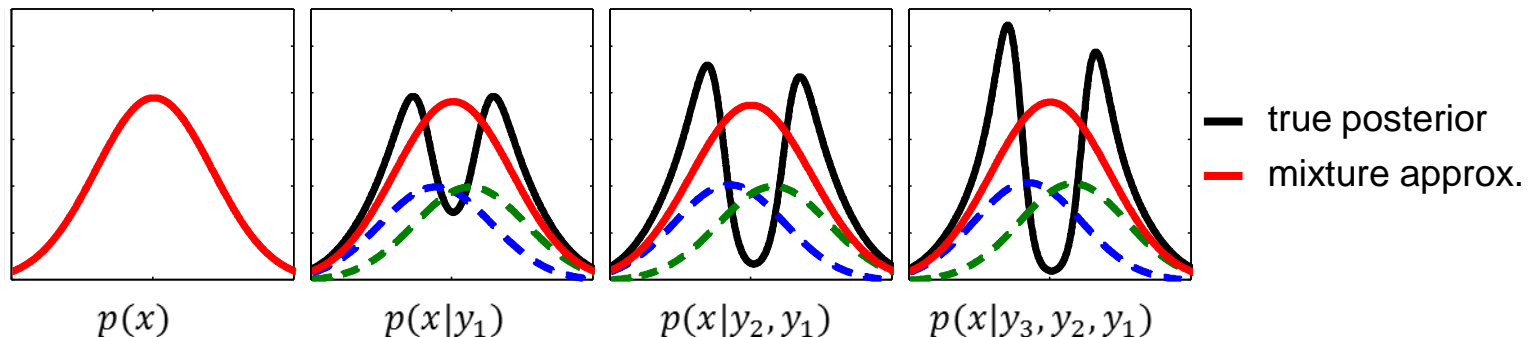 true posterior
mixture approx.
p(x)
p(x|y₁)
p(x|y₂, y₁)
p(x|y₃, y₂, y₁)